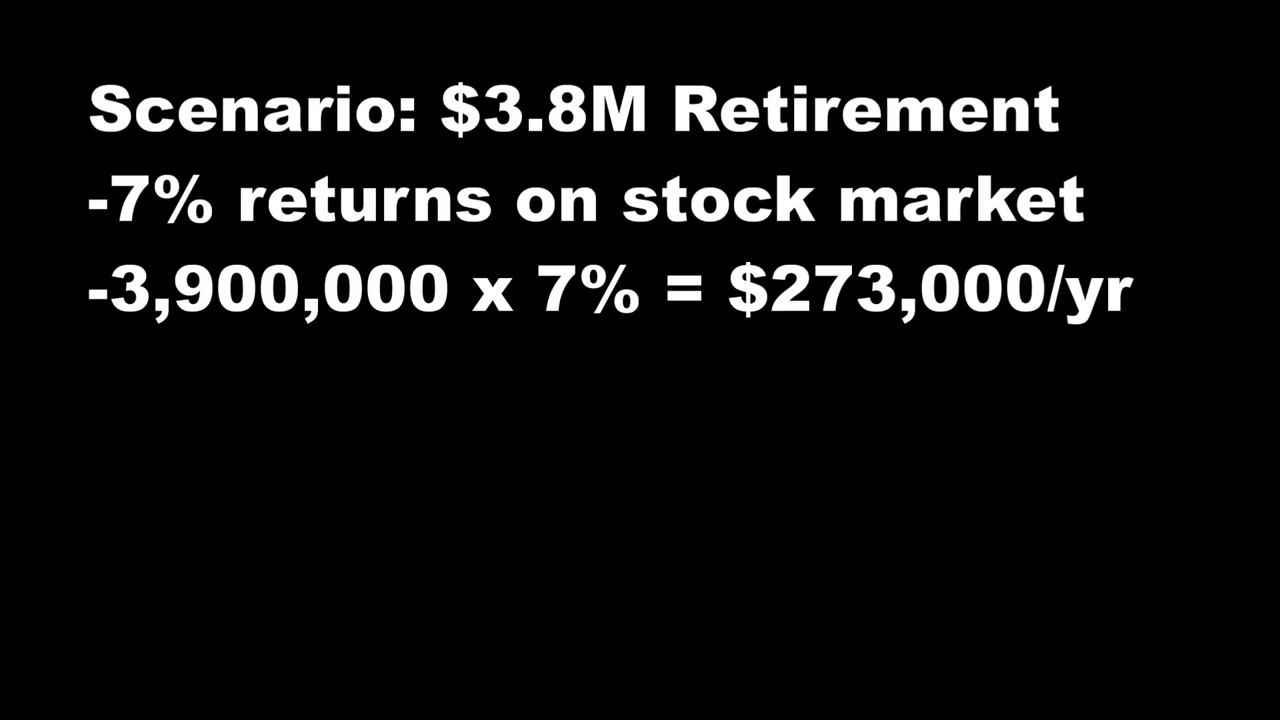 Scenario: $3.8M Retirement
-7% returns on stock market
-3,900,000 x 7% = $273,000/yr